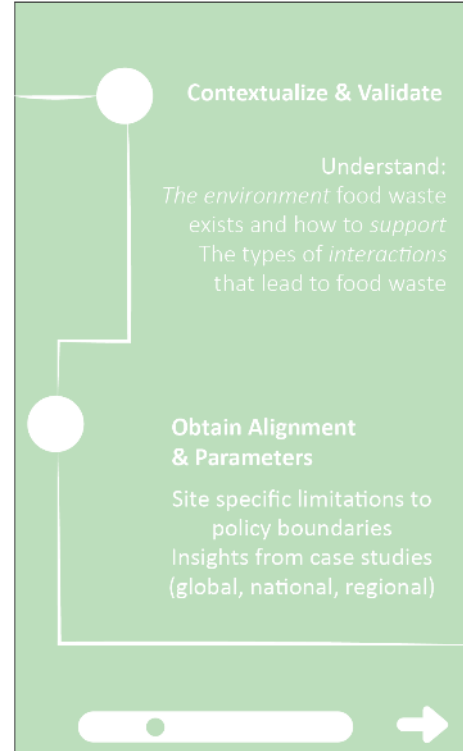 Contextualize & Validate
Understand:
The environment food waste
exists and how to support
The types of interactions
that lead to food waste
Obtain Alignment
& Parameters
Site specific limitations to
policy boundaries
Insights from case studies
(global, national, regional)